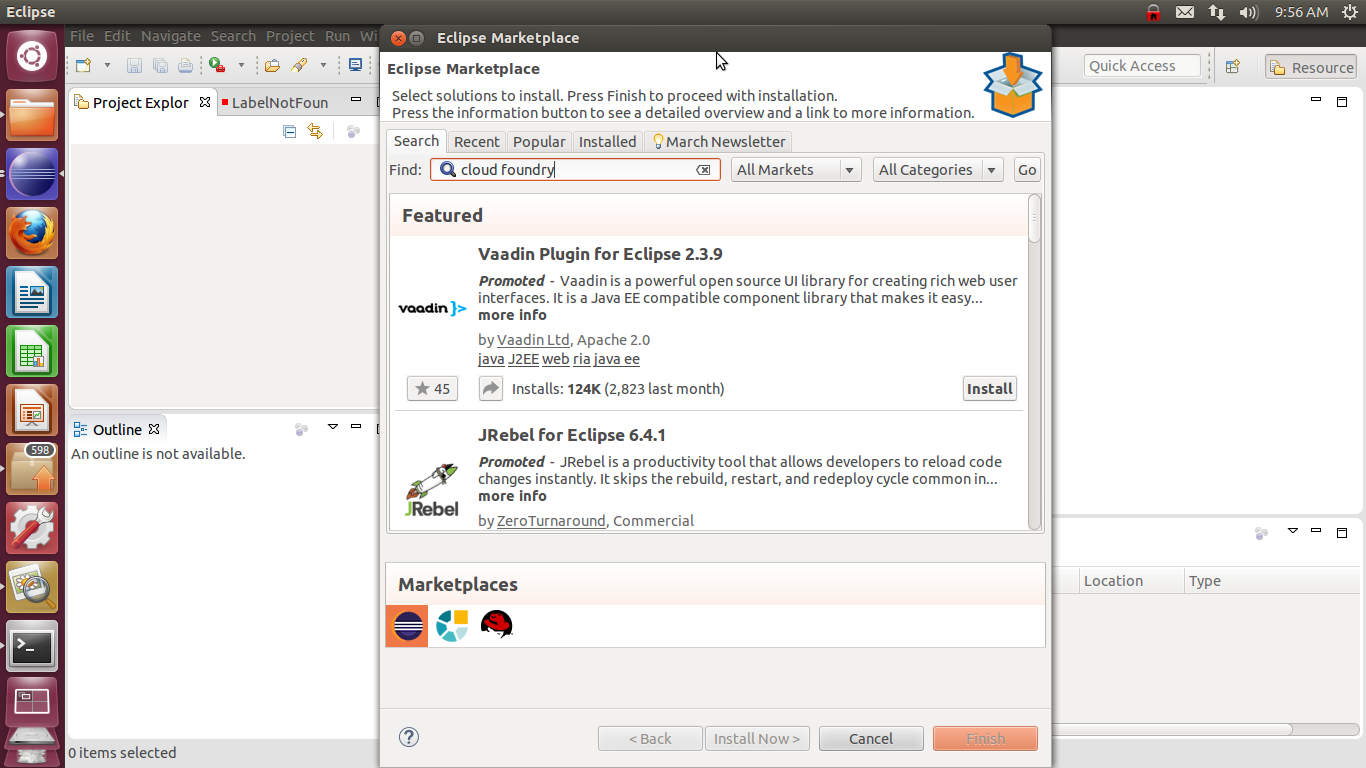 Eclipse
9:56 AM
File Edit Navigate Search Project Run
Eclipse Marketplace
Quick Access
Resource
Project Explor
LabelNotFoun
Eclipse Marketplace
Select solutions to install. Press Finish to proceed with installation.
Press the information button to see a detailed overview and a link to more information.
Search Recent Popular Installed March Newsletter
Find: cloud foundry All Markets All Categories Go
Featured
Vaadin Plugin for Eclipse 2.3.9
Promoted - Vaadin is a powerful open source UI library for creating rich web user
interfaces. It is a Java EE compatible component library that makes it easy...
more info
vaadin }>
by Vaadin Ltd, Apache 2.0
java J2EE web ria java ee
45 Installs: 124K (2,823 last month) Install
JRebel for Eclipse 6.4.1
Promoted - JRebel is a productivity tool that allows developers to reload code
changes instantly. It skips the rebuild, restart, and redeploy cycle common in...
more info
JRebel
by ZeroTurnaround, Commercial
Outline
An outline is not available.
598
Marketplaces
Location Type
< Back Install Now > Cancel Finish
0 items selected